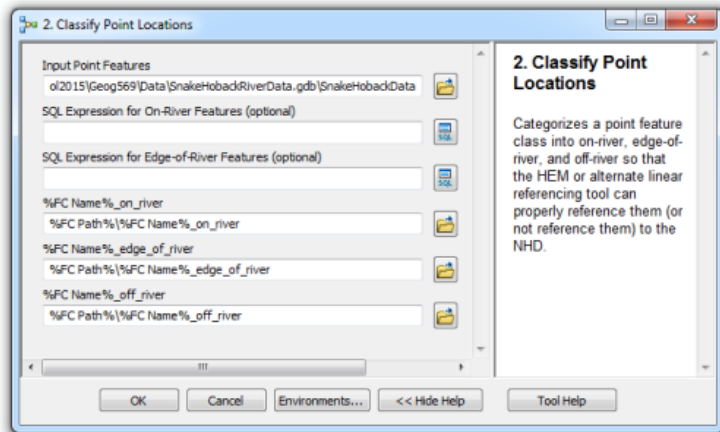 2. Classify Point Locations
Input Point Features
ol2015\Geog569\Data\SnakeHobackRiverData.gdb\SnakeHobackData
SQL Expression for On-River Features (optional)
SQL
SQL Expression for Edge-of-River Features (optional)
SQL
%FC Name%_on_river
%FC Path%\%FC Name%_on_river
%FC Name%_edge_of_river
%FC Path%\%FC Name%_edge_of_river
%FC Name%_off_river
%FC Path%\%FC Name%_off_river
2. Classify Point
Locations
Categorizes a point feature
class into on-river, edge-of-
river, and off-river so that
the HEM or alternate linear
referencing tool can
properly reference them (or
not reference them) to the
NHD.
OK
Cancel
Environments...
<< Hide Help
Tool Help